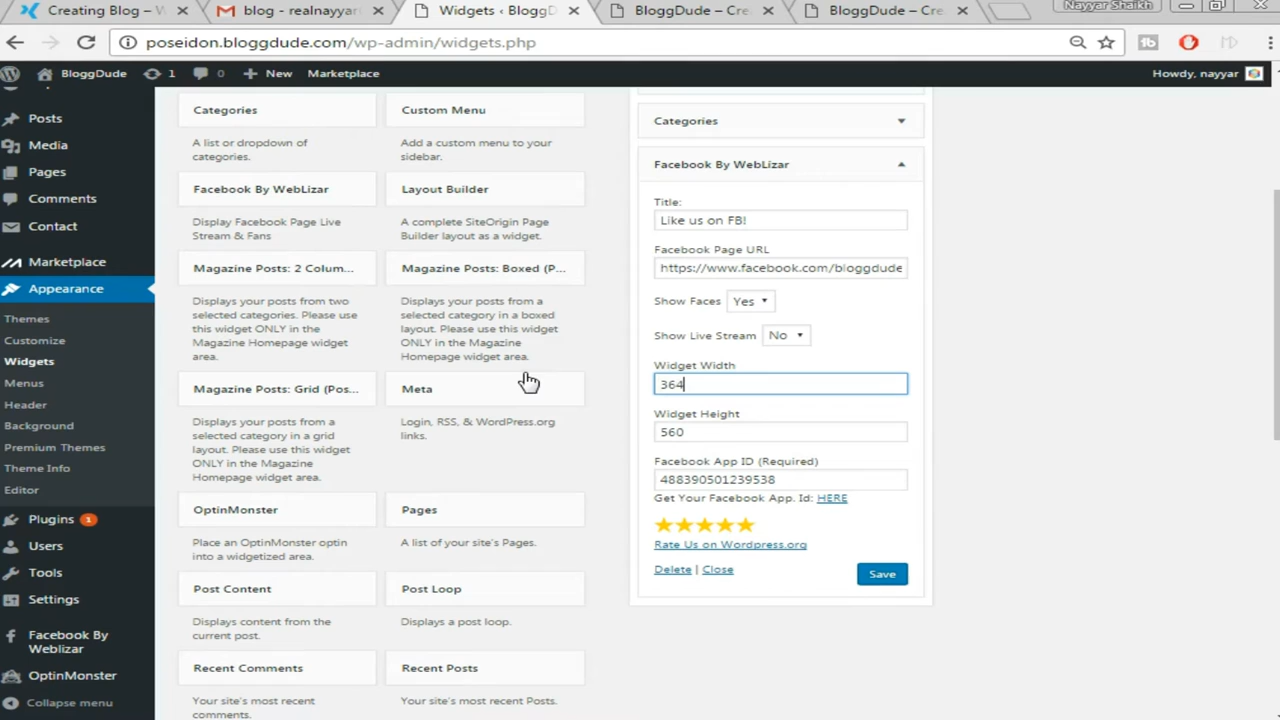 Creating Blog – W
blog - realnayyar
Widgets ‹ BloggD
BloggDude – Cre
BloggDude – Cre
Nayyar Shaikh
poseidon.bloggdude.com/wp-admin/widgets.php
BloggDude
1
0
New
Marketplace
Howdy, nayyar
Posts
Media
Pages
Comments
Contact
Marketplace
Appearance
Themes
Customize
Widgets
Menus
Header
Background
Premium Themes
Theme Info
Editor
Plugins 1
Users
Tools
Settings
Facebook By
Weblizar
OptinMonster
Collapse menu
Categories
A list or dropdown of
categories.
Custom Menu
Add a custom menu to your
sidebar.
Facebook By WebLizar
Display Facebook Page Live
Stream & Fans
Layout Builder
A complete SiteOrigin Page
Builder layout as a widget.
Magazine Posts: 2 Colum...
Displays your posts from two
selected categories. Please use
this widget ONLY in the
Magazine Homepage widget
area.
Magazine Posts: Boxed (P...
Displays your posts from a
selected category in a boxed
layout. Please use this widget
ONLY in the Magazine
Homepage widget area.
Magazine Posts: Grid (Pos...
Displays your posts from a
selected category in a grid
layout. Please use this widget
ONLY in the Magazine
Homepage widget area.
Meta
Login, RSS, & WordPress.org
links.
OptinMonster
Place an OptinMonster optin
into a widgetized area.
Pages
A list of your site's Pages.
Post Content
Displays content from the
current post.
Post Loop
Displays a post loop.
Recent Comments
Your site's most recent
comments.
Recent Posts
Your site's most recent Posts.
Categories
Facebook By WebLizar
Title:
Like us on FB!
Facebook Page URL
https://www.facebook.com/bloggdude
Show Faces Yes
Show Live Stream No
Widget Width
364
Widget Height
560
Facebook App ID (Required)
488390501239538
Get Your Facebook App. Id: HERE
Rate Us on Wordpress.org
Delete | Close
Save